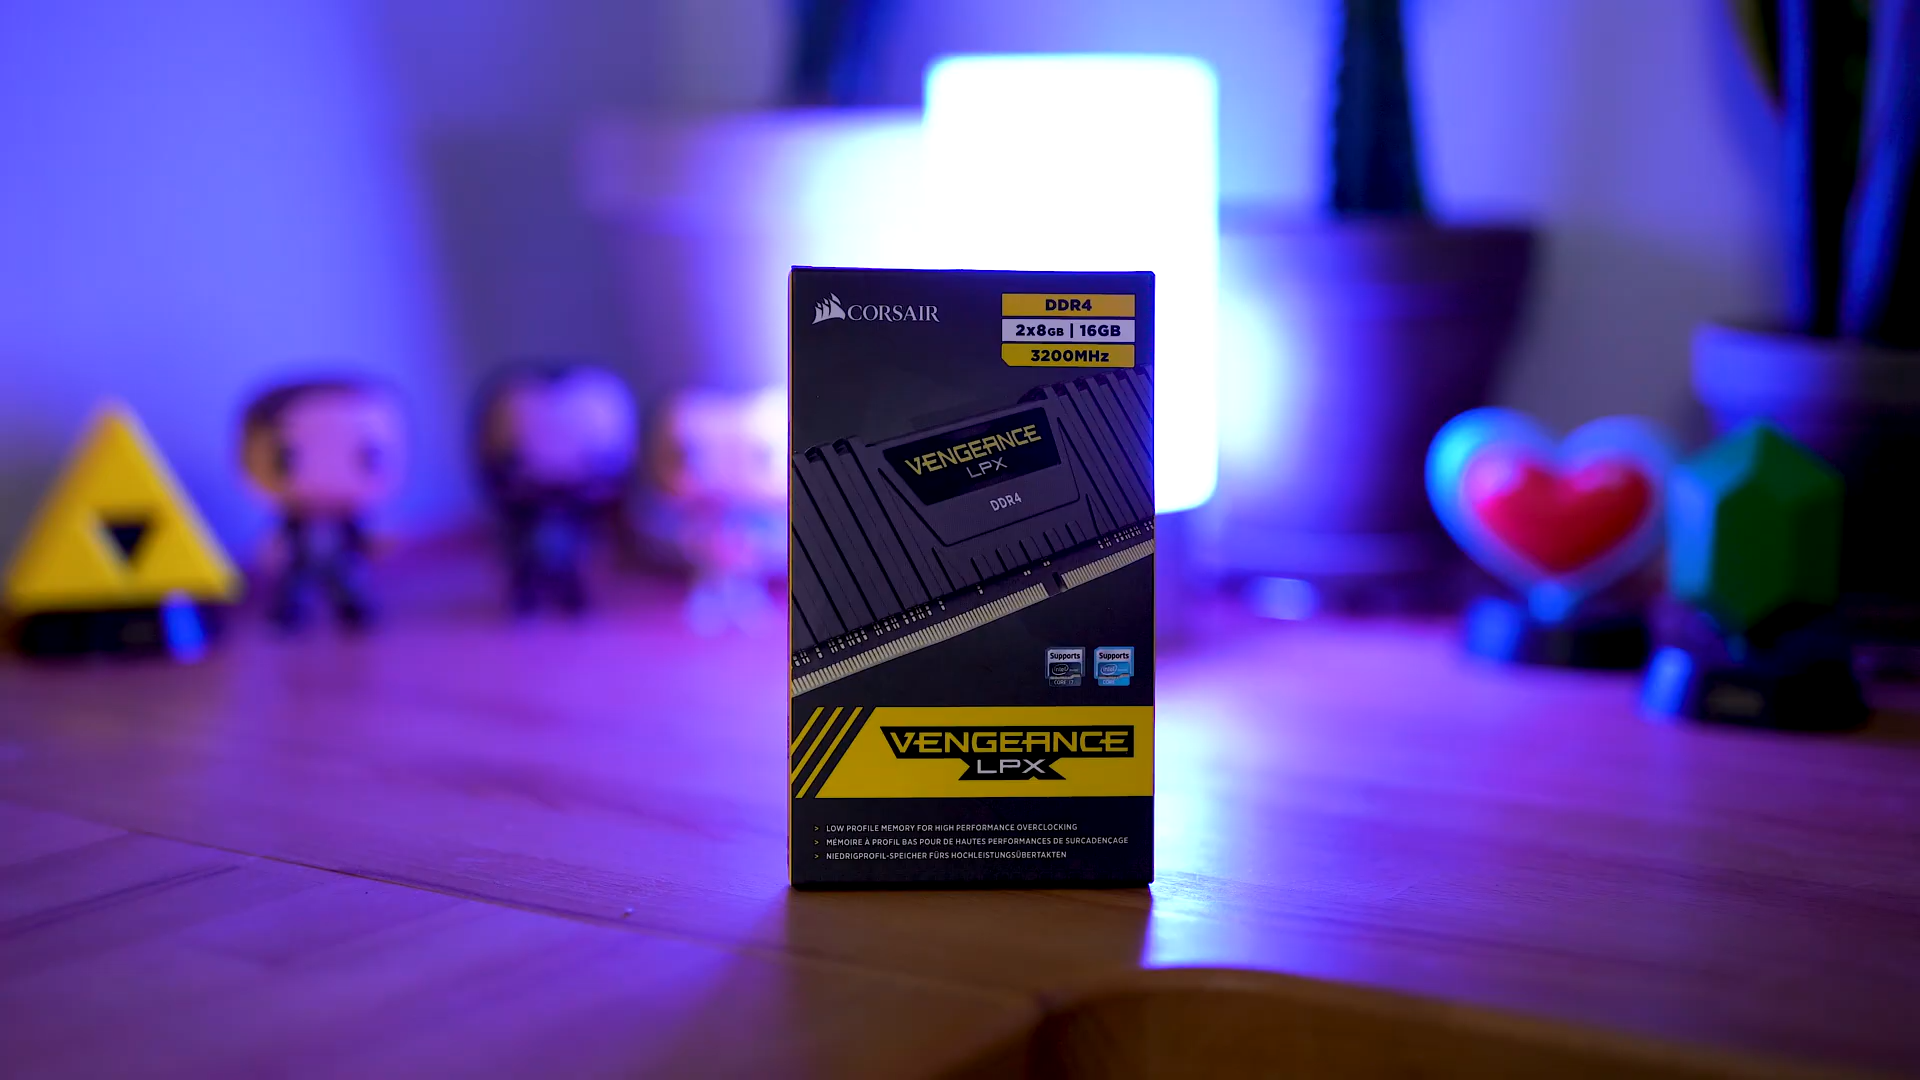 CORSAIR
DDR4
2x8GB | 16GB
3200MHz
VENGEANCE
LPX
DDR4
Supports
Supports
VENGEANCE
LPX
> LOW PROFILE MEMORY FOR HIGH PERFORMANCE OVERCLOCKING
> MÉMOIRE À PROFIL BAS POUR DE HAUTES PERFORMANCES DE SURCADENÇAGE
> NIEDRIGPROFIL-SPEICHER FÜRS HOCHLEISTUNGSÜBERTAKTEN